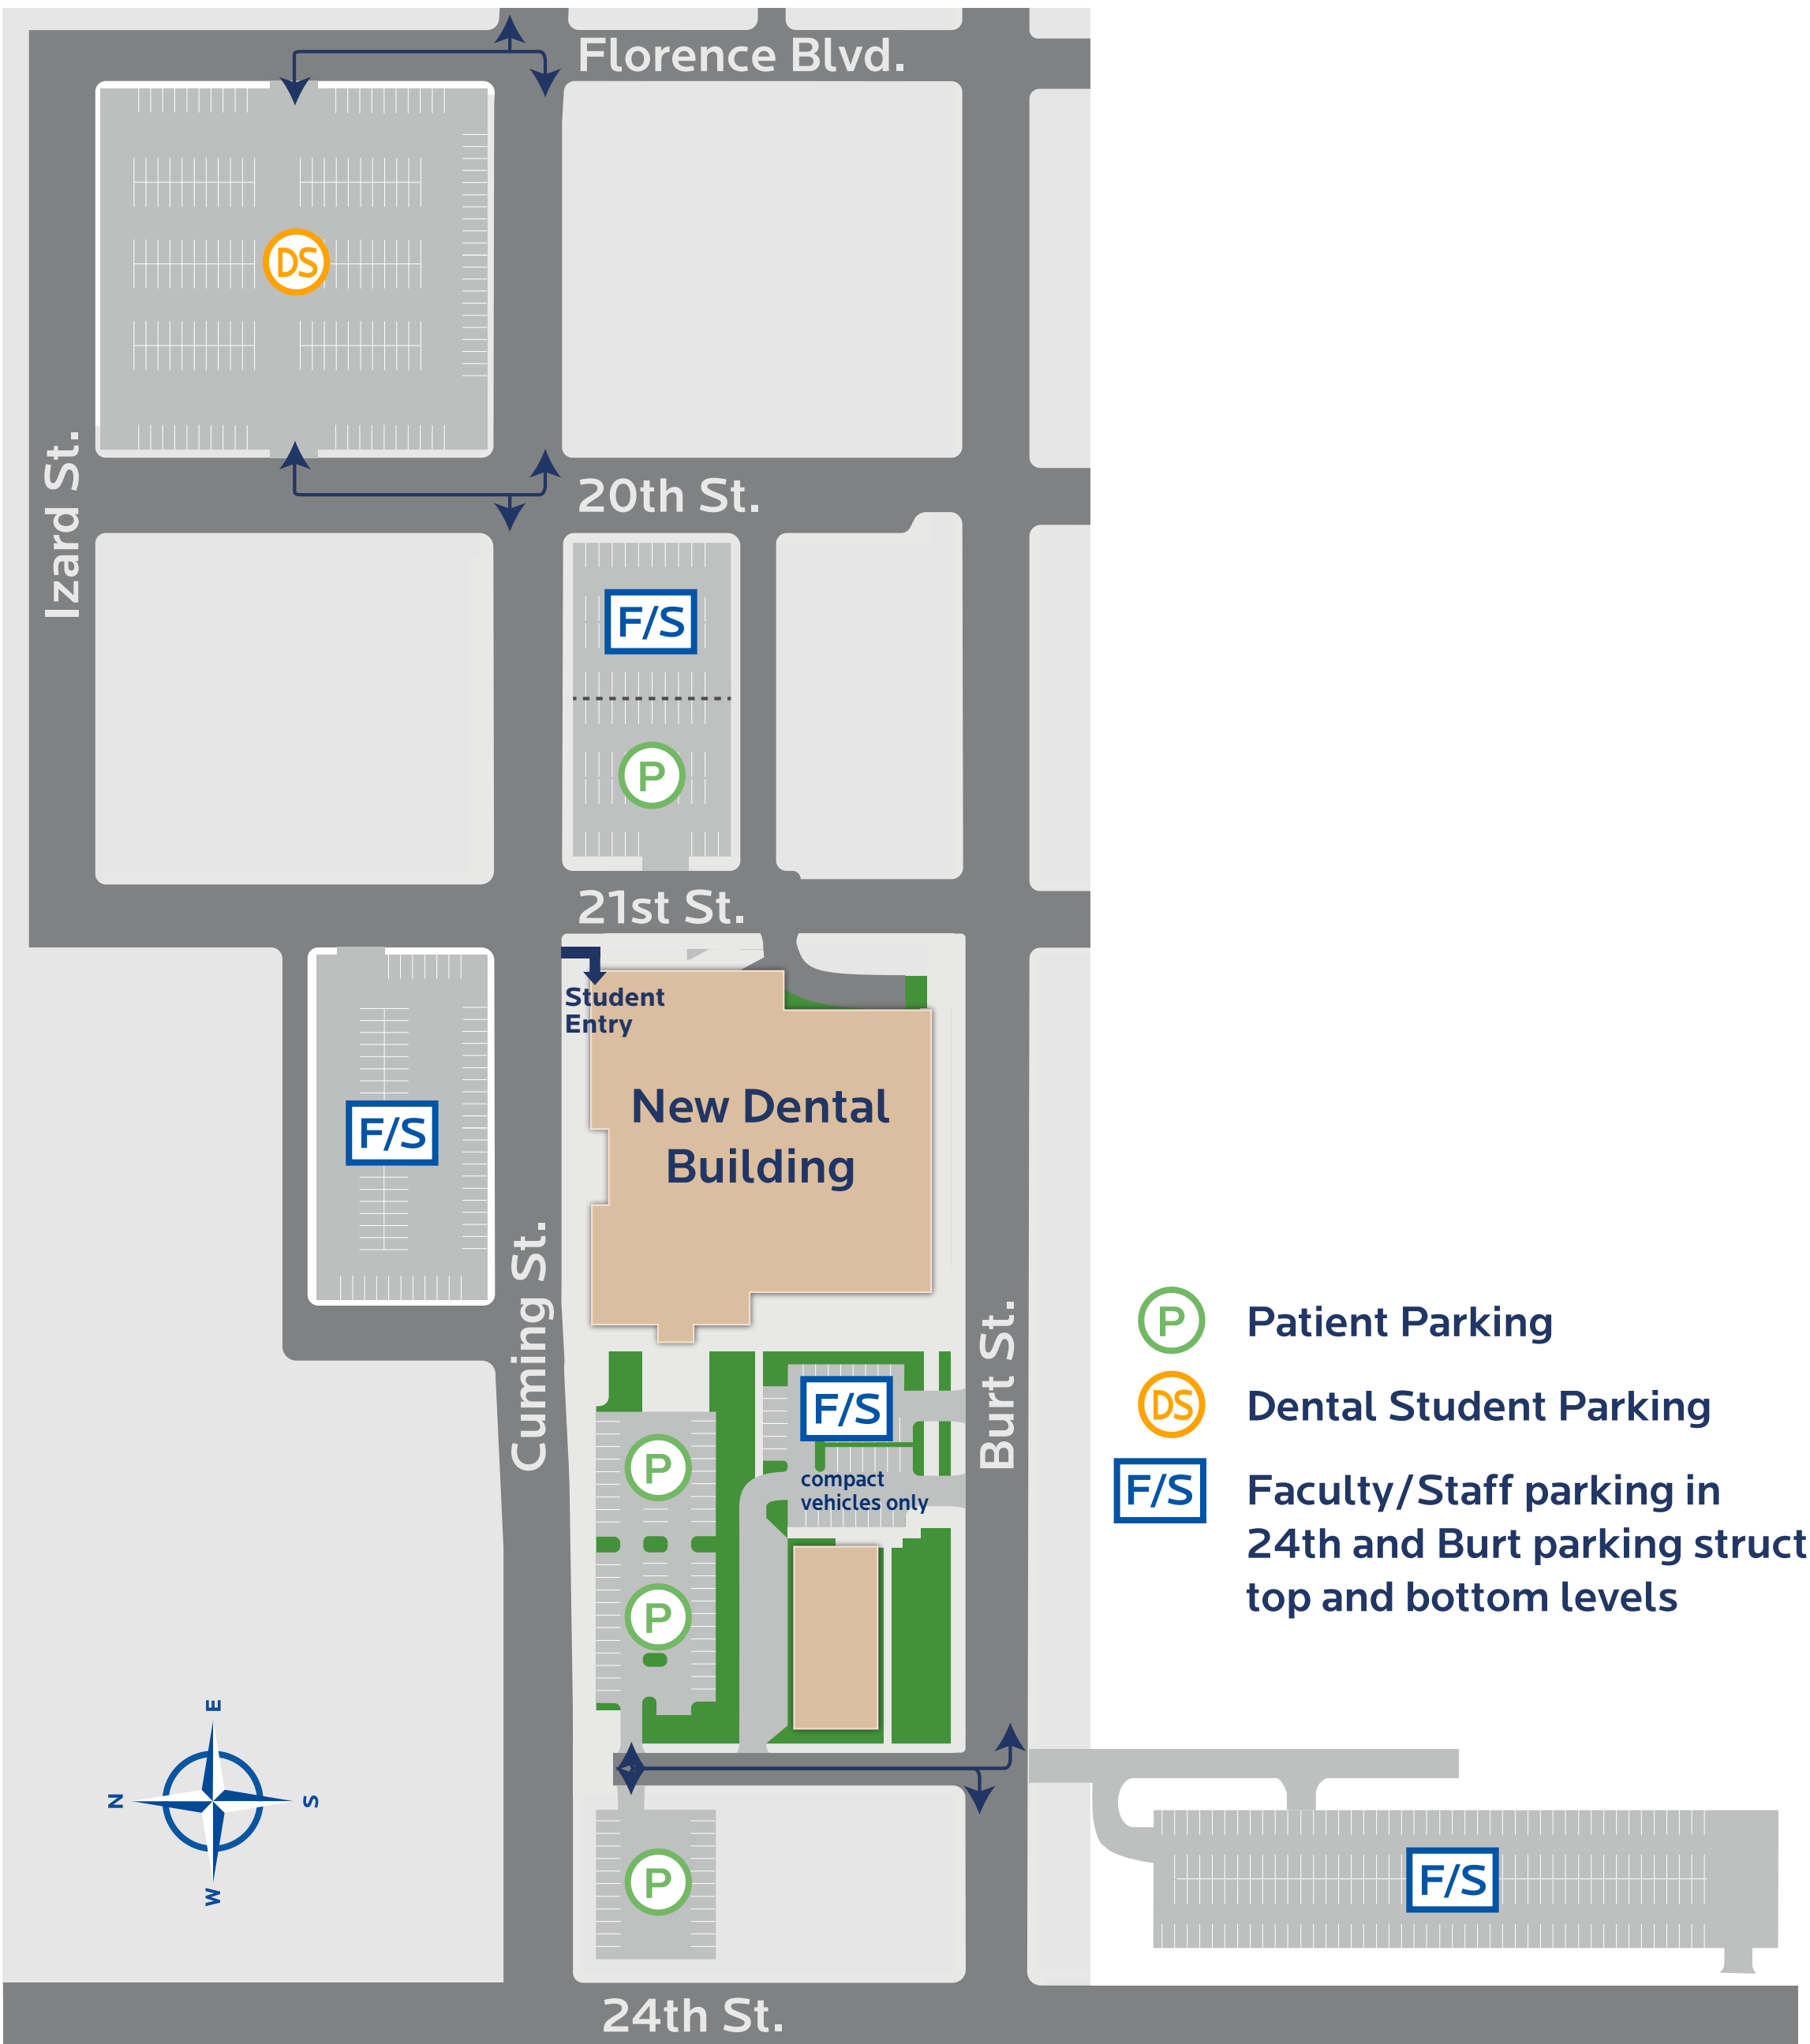 Florence Blvd.
DS
Izard St.
20th St.
F/S
P
21st St.
Student
Entry
New Dental
Building
F/S
Cuming St.
Burt St.
F/S
compact
vehicles only
P
P
P
F/S
24th St.
E
N
S
W
P Patient Parking
DS Dental Student Parking
F/S Faculty/Staff parking in
24th and Burt parking struct
top and bottom levels